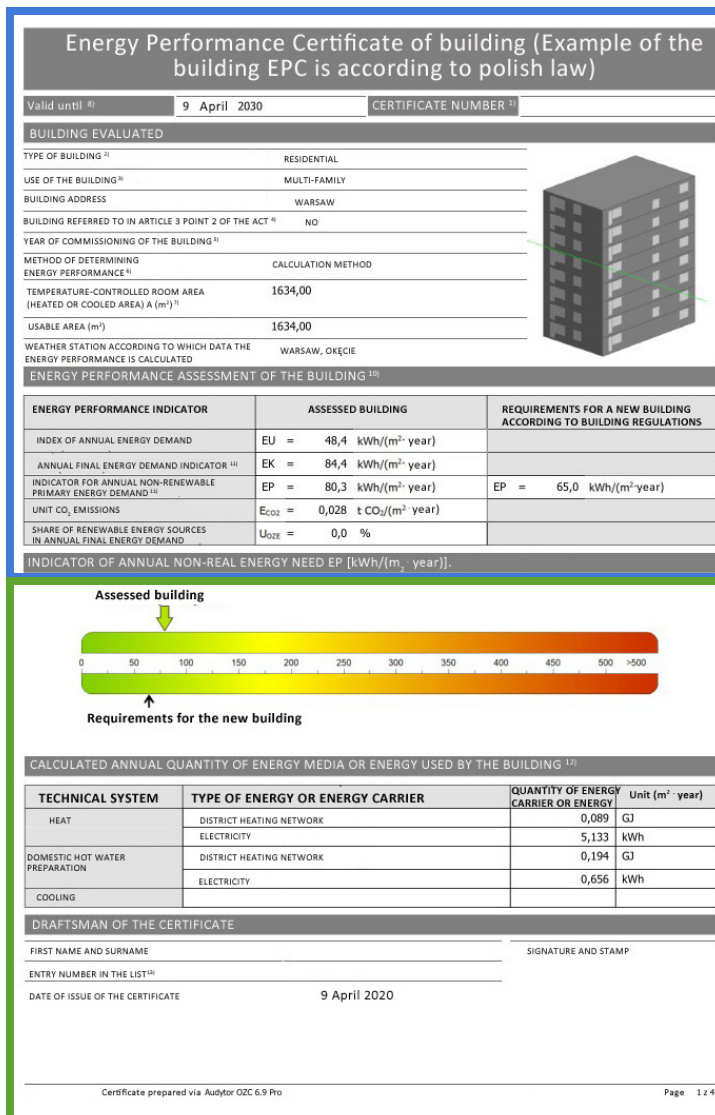 Energy Performance Certificate of building (Example of the
building EPC is according to polish law)
Valid until 8) 9 April 2030 CERTIFICATE NUMBER 1)
BUILDING EVALUATED
TYPE OF BUILDING 2) RESIDENTIAL
USE OF THE BUILDING 3) MULTI-FAMILY
BUILDING ADDRESS WARSAW
BUILDING REFERRED TO IN ARTICLE 3 POINT 2 OF THE ACT 4) NO
YEAR OF COMMISSIONING OF THE BUILDING 5)
METHOD OF DETERMINING
ENERGY PERFORMANCE 6) CALCULATION METHOD
TEMPERATURE-CONTROLLED ROOM AREA
(HEATED OR COOLED AREA) A (m²) 7) 1634,00
USABLE AREA (m²) 1634,00
WEATHER STATION ACCORDING TO WHICH DATA THE
ENERGY PERFORMANCE IS CALCULATED WARSAW, OKĘCIE
ENERGY PERFORMANCE ASSESSMENT OF THE BUILDING 10)
ENERGY PERFORMANCE INDICATOR ASSESSED BUILDING REQUIREMENTS FOR A NEW BUILDING
ACCORDING TO BUILDING REGULATIONS
INDEX OF ANNUAL ENERGY DEMAND EU = 48,4 kWh/(m²· year)
ANNUAL FINAL ENERGY DEMAND INDICATOR 11) EK = 84,4 kWh/(m²· year)
INDICATOR FOR ANNUAL NON-RENEWABLE
PRIMARY ENERGY DEMAND 11) EP = 80,3 kWh/(m²· year) EP = 65,0 kWh/(m²·year)
UNIT CO₂ EMISSIONS E_CO2 = 0,028 t CO₂/(m²· year)
SHARE OF RENEWABLE ENERGY SOURCES
IN ANNUAL FINAL ENERGY DEMAND U_OZE = 0,0 %
INDICATOR OF ANNUAL NON-REAL ENERGY NEED EP [kWh/(m₂· year)].
Assessed building
0 50 100 150 200 250 300 350 400 450 500 >500
Requirements for the new building
CALCULATED ANNUAL QUANTITY OF ENERGY MEDIA OR ENERGY USED BY THE BUILDING 12)
TECHNICAL SYSTEM TYPE OF ENERGY OR ENERGY CARRIER QUANTITY OF ENERGY
CARRIER OR ENERGY Unit (m²· year)
HEAT DISTRICT HEATING NETWORK 0,089 GJ
ELECTRICITY 5,133 kWh
DOMESTIC HOT WATER
PREPARATION DISTRICT HEATING NETWORK 0,194 GJ
ELECTRICITY 0,656 kWh
COOLING
DRAFTSMAN OF THE CERTIFICATE
FIRST NAME AND SURNAME SIGNATURE AND STAMP
ENTRY NUMBER IN THE LIST 13)
DATE OF ISSUE OF THE CERTIFICATE 9 April 2020
Certificate prepared via Audytor OZC 6.9 Pro Page 1 z 4